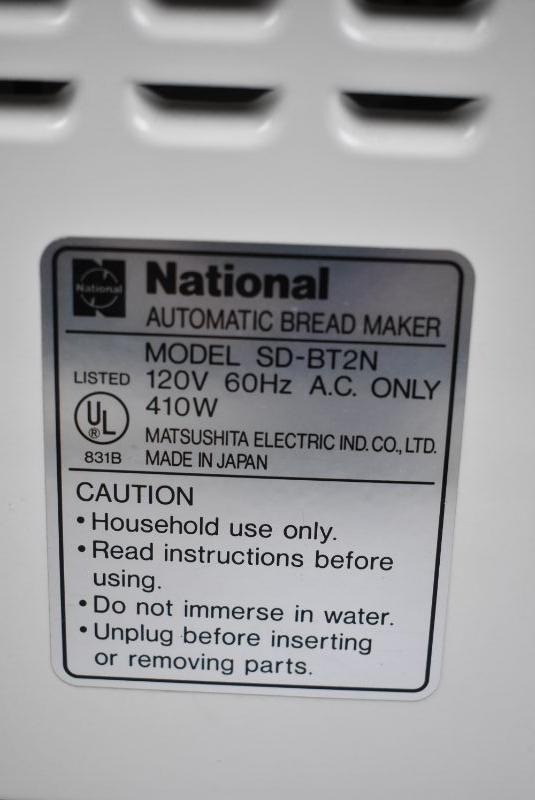 National
National
AUTOMATIC BREAD MAKER
MODEL SD-BT2N
LISTED
120V 60Hz A.C. ONLY
UL
®
410W
MATSUSHITA ELECTRIC IND. CO., LTD.
831B
MADE IN JAPAN
CAUTION
• Household use only.
• Read instructions before
using.
• Do not immerse in water.
• Unplug before inserting
or removing parts.